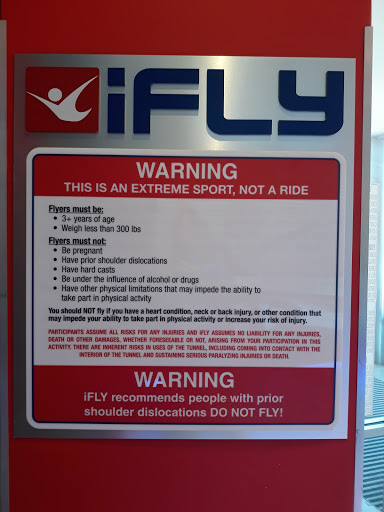 iFLY
WARNING
THIS IS AN EXTREME SPORT, NOT A RIDE
Flyers must be:
• 3+ years of age
• Weigh less than 300 lbs
Flyers must not:
• Be pregnant
• Have prior shoulder dislocations
• Have hard casts
• Be under the influence of alcohol or drugs
• Have other physical limitations that may impede the ability to
take part in physical activity
You should NOT fly if you have a heart condition, neck or back injury, or other condition that
may impede your ability to take part in physical activity or increase your risk of injury.
PARTICIPANTS ASSUME ALL RISKS FOR ANY INJURIES AND IFLY ASSUMES NO LIABILITY FOR ANY INJURIES,
DEATH OR OTHER DAMAGES, WHETHER FORESEEABLE OR NOT, ARISING FROM YOUR PARTICIPATION IN THIS
ACTIVITY. THERE ARE INHERENT RISKS IN USES OF THE TUNNEL, INCLUDING COMING INTO CONTACT WITH THE
INTERIOR OF THE TUNNEL AND SUSTAINING SERIOUS PARALYZING INJURIES OR DEATH.
WARNING
iFLY recommends people with prior
shoulder dislocations DO NOT FLY!